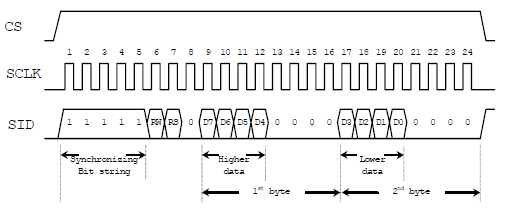 CS
1 2 3 4 5 6 7 8 9 10 11 12 13 14 15 16 17 18 19 20 21 22 23 24
SCLK
SID 1 1 1 1 1 RW RS 0 D7 D6 D5 D4 0 0 0 0 D3 D2 D1 D0 0 0 0 0
Synchronising Higher Lower
Bit string data data
1st byte 2nd byte